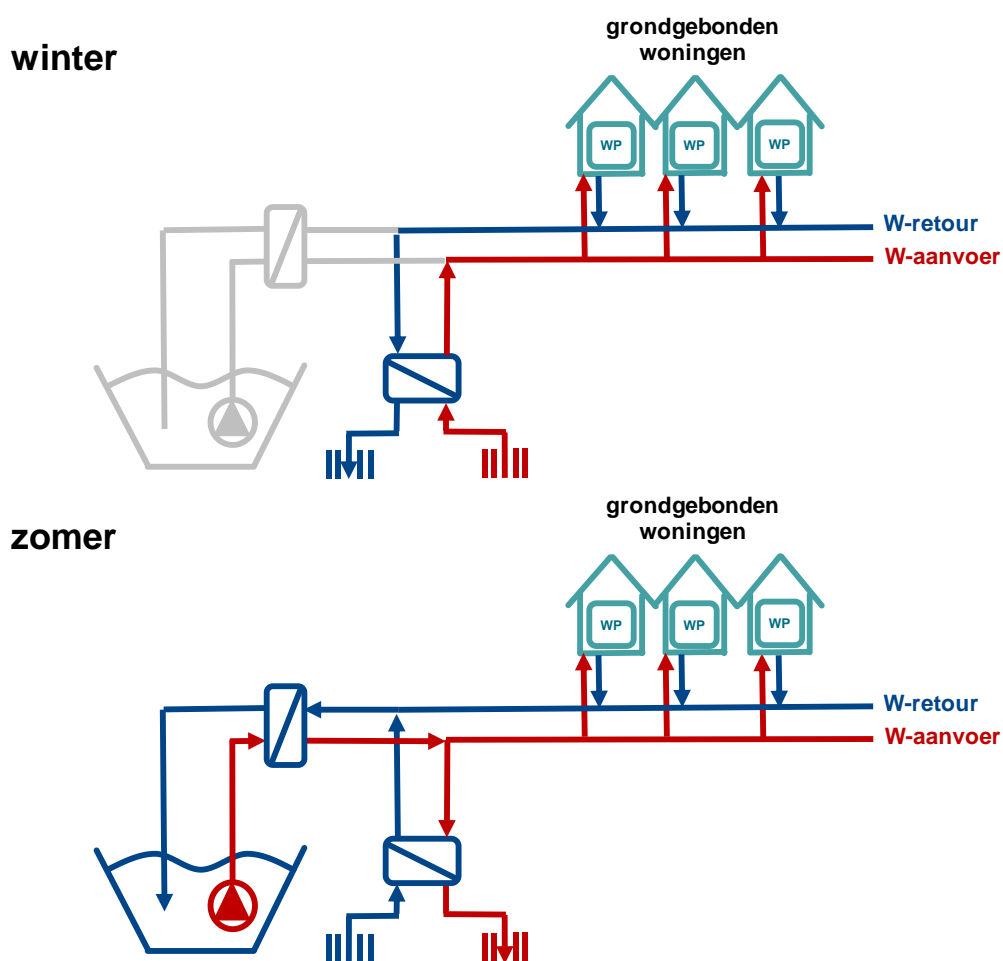 winter
grondgebonden
woningen
WP WP WP
W-retour
W-aanvoer
zomer
grondgebonden
woningen
WP WP WP
W-retour
W-aanvoer